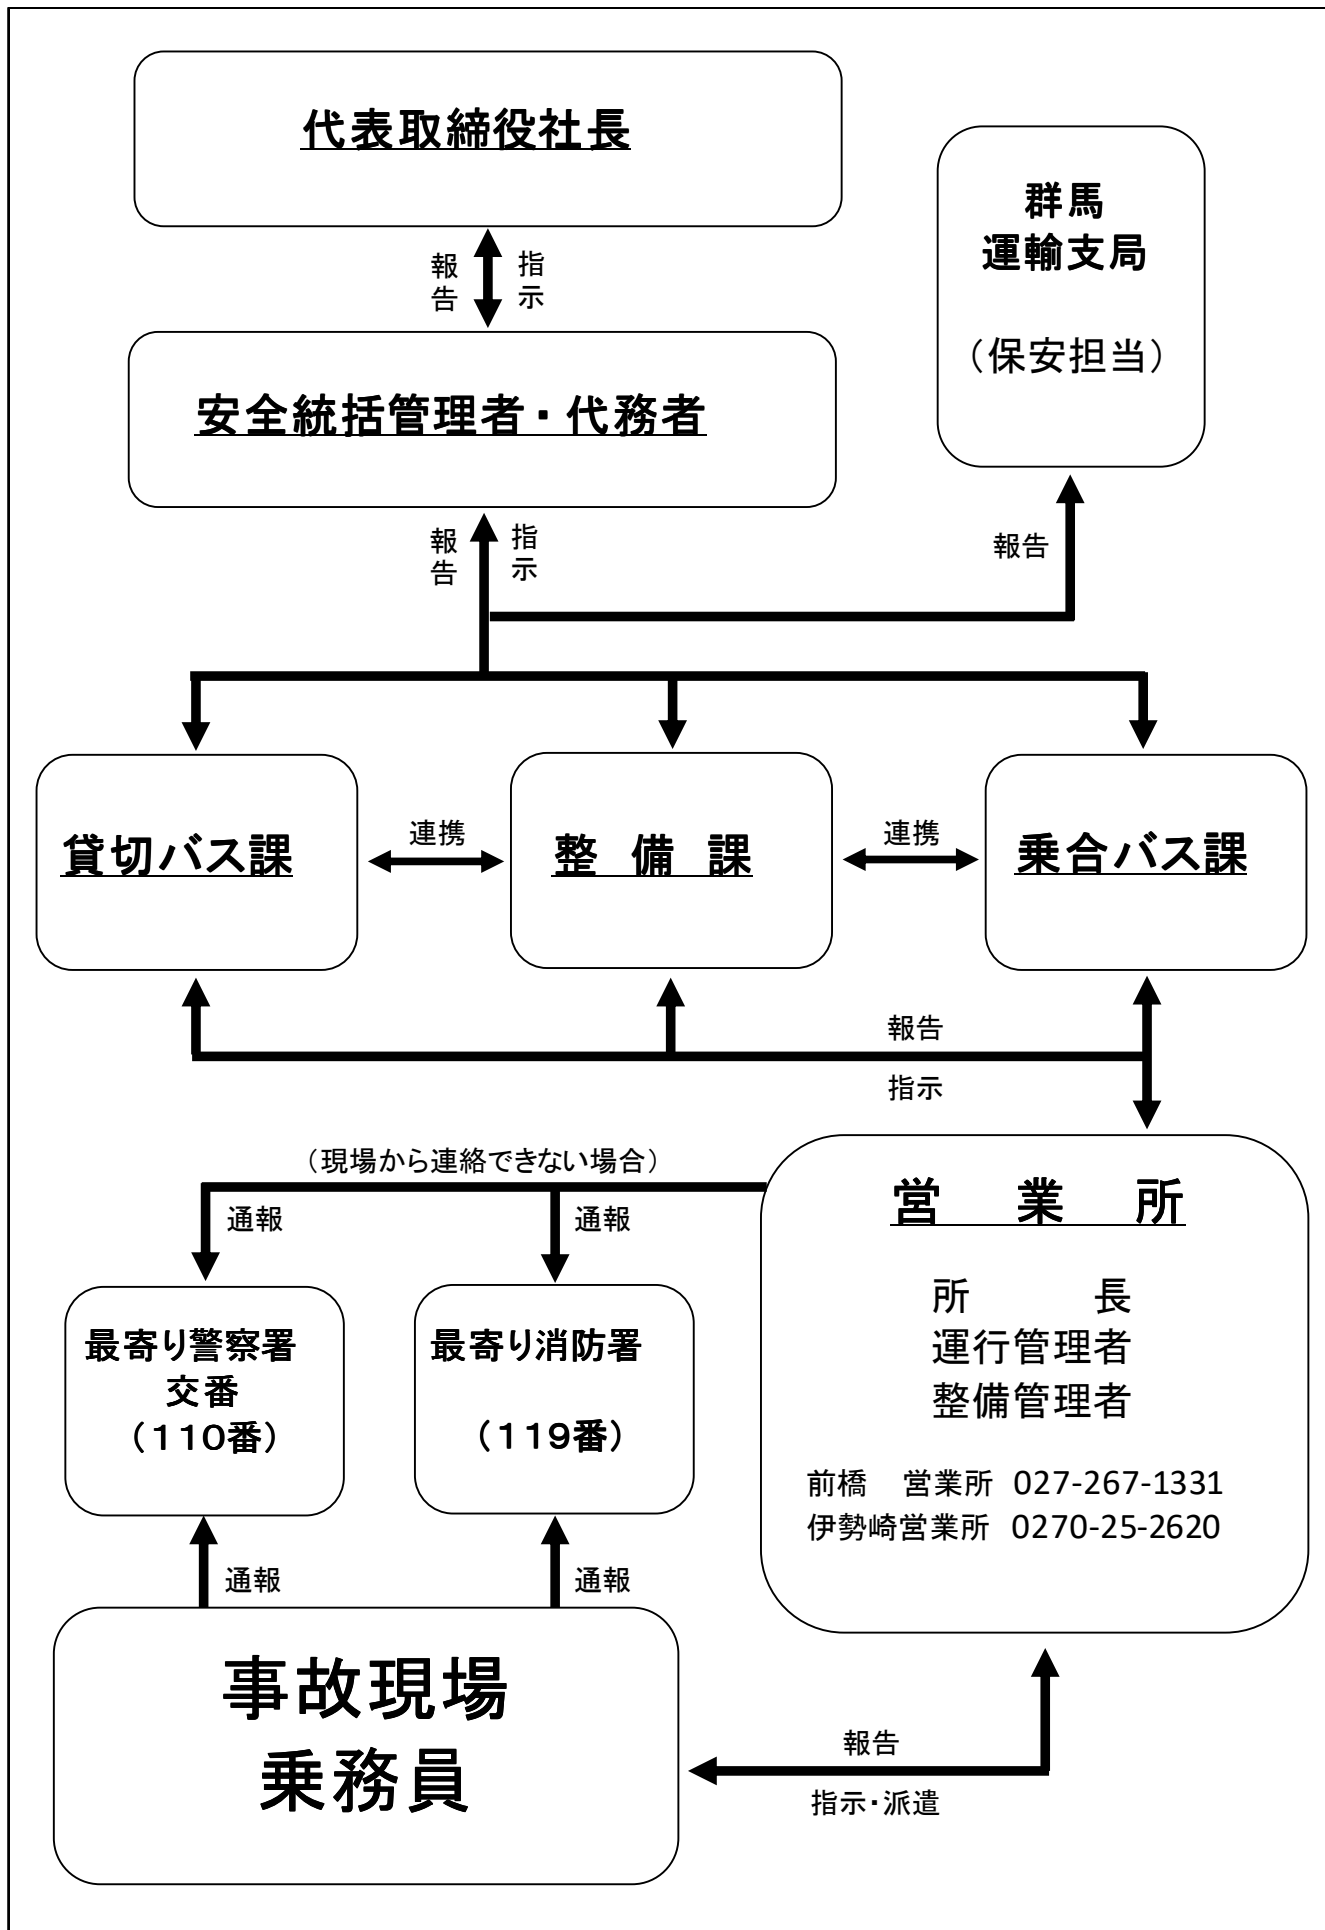 代表取締役社長
群馬
運輸支局
（保安担当）
報告
指示
安全統括管理者・代務者
報告
指示
報告
貸切バス課
連携
整 備 課
連携
乗合バス課
報告
指示
（現場から連絡できない場合）
通報
通報
営 業 所
所 長
運行管理者
整備管理者
前橋 営業所 027-267-1331
伊勢崎営業所 0270-25-2620
最寄り警察署
交番
（110番）
最寄り消防署
（119番）
通報
通報
事故現場
乗務員
報告
指示・派遣